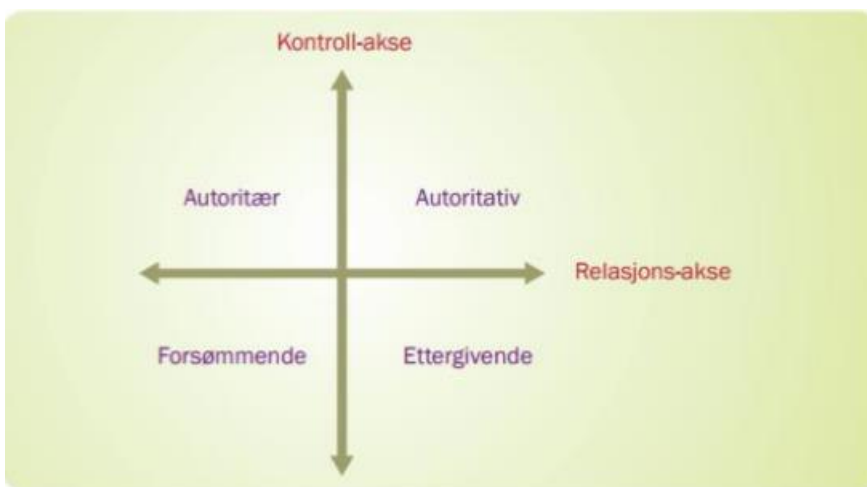 Kontroll-akse
Autoritær Autoritativ
Relasjons-akse
Forsømmende Ettergivende